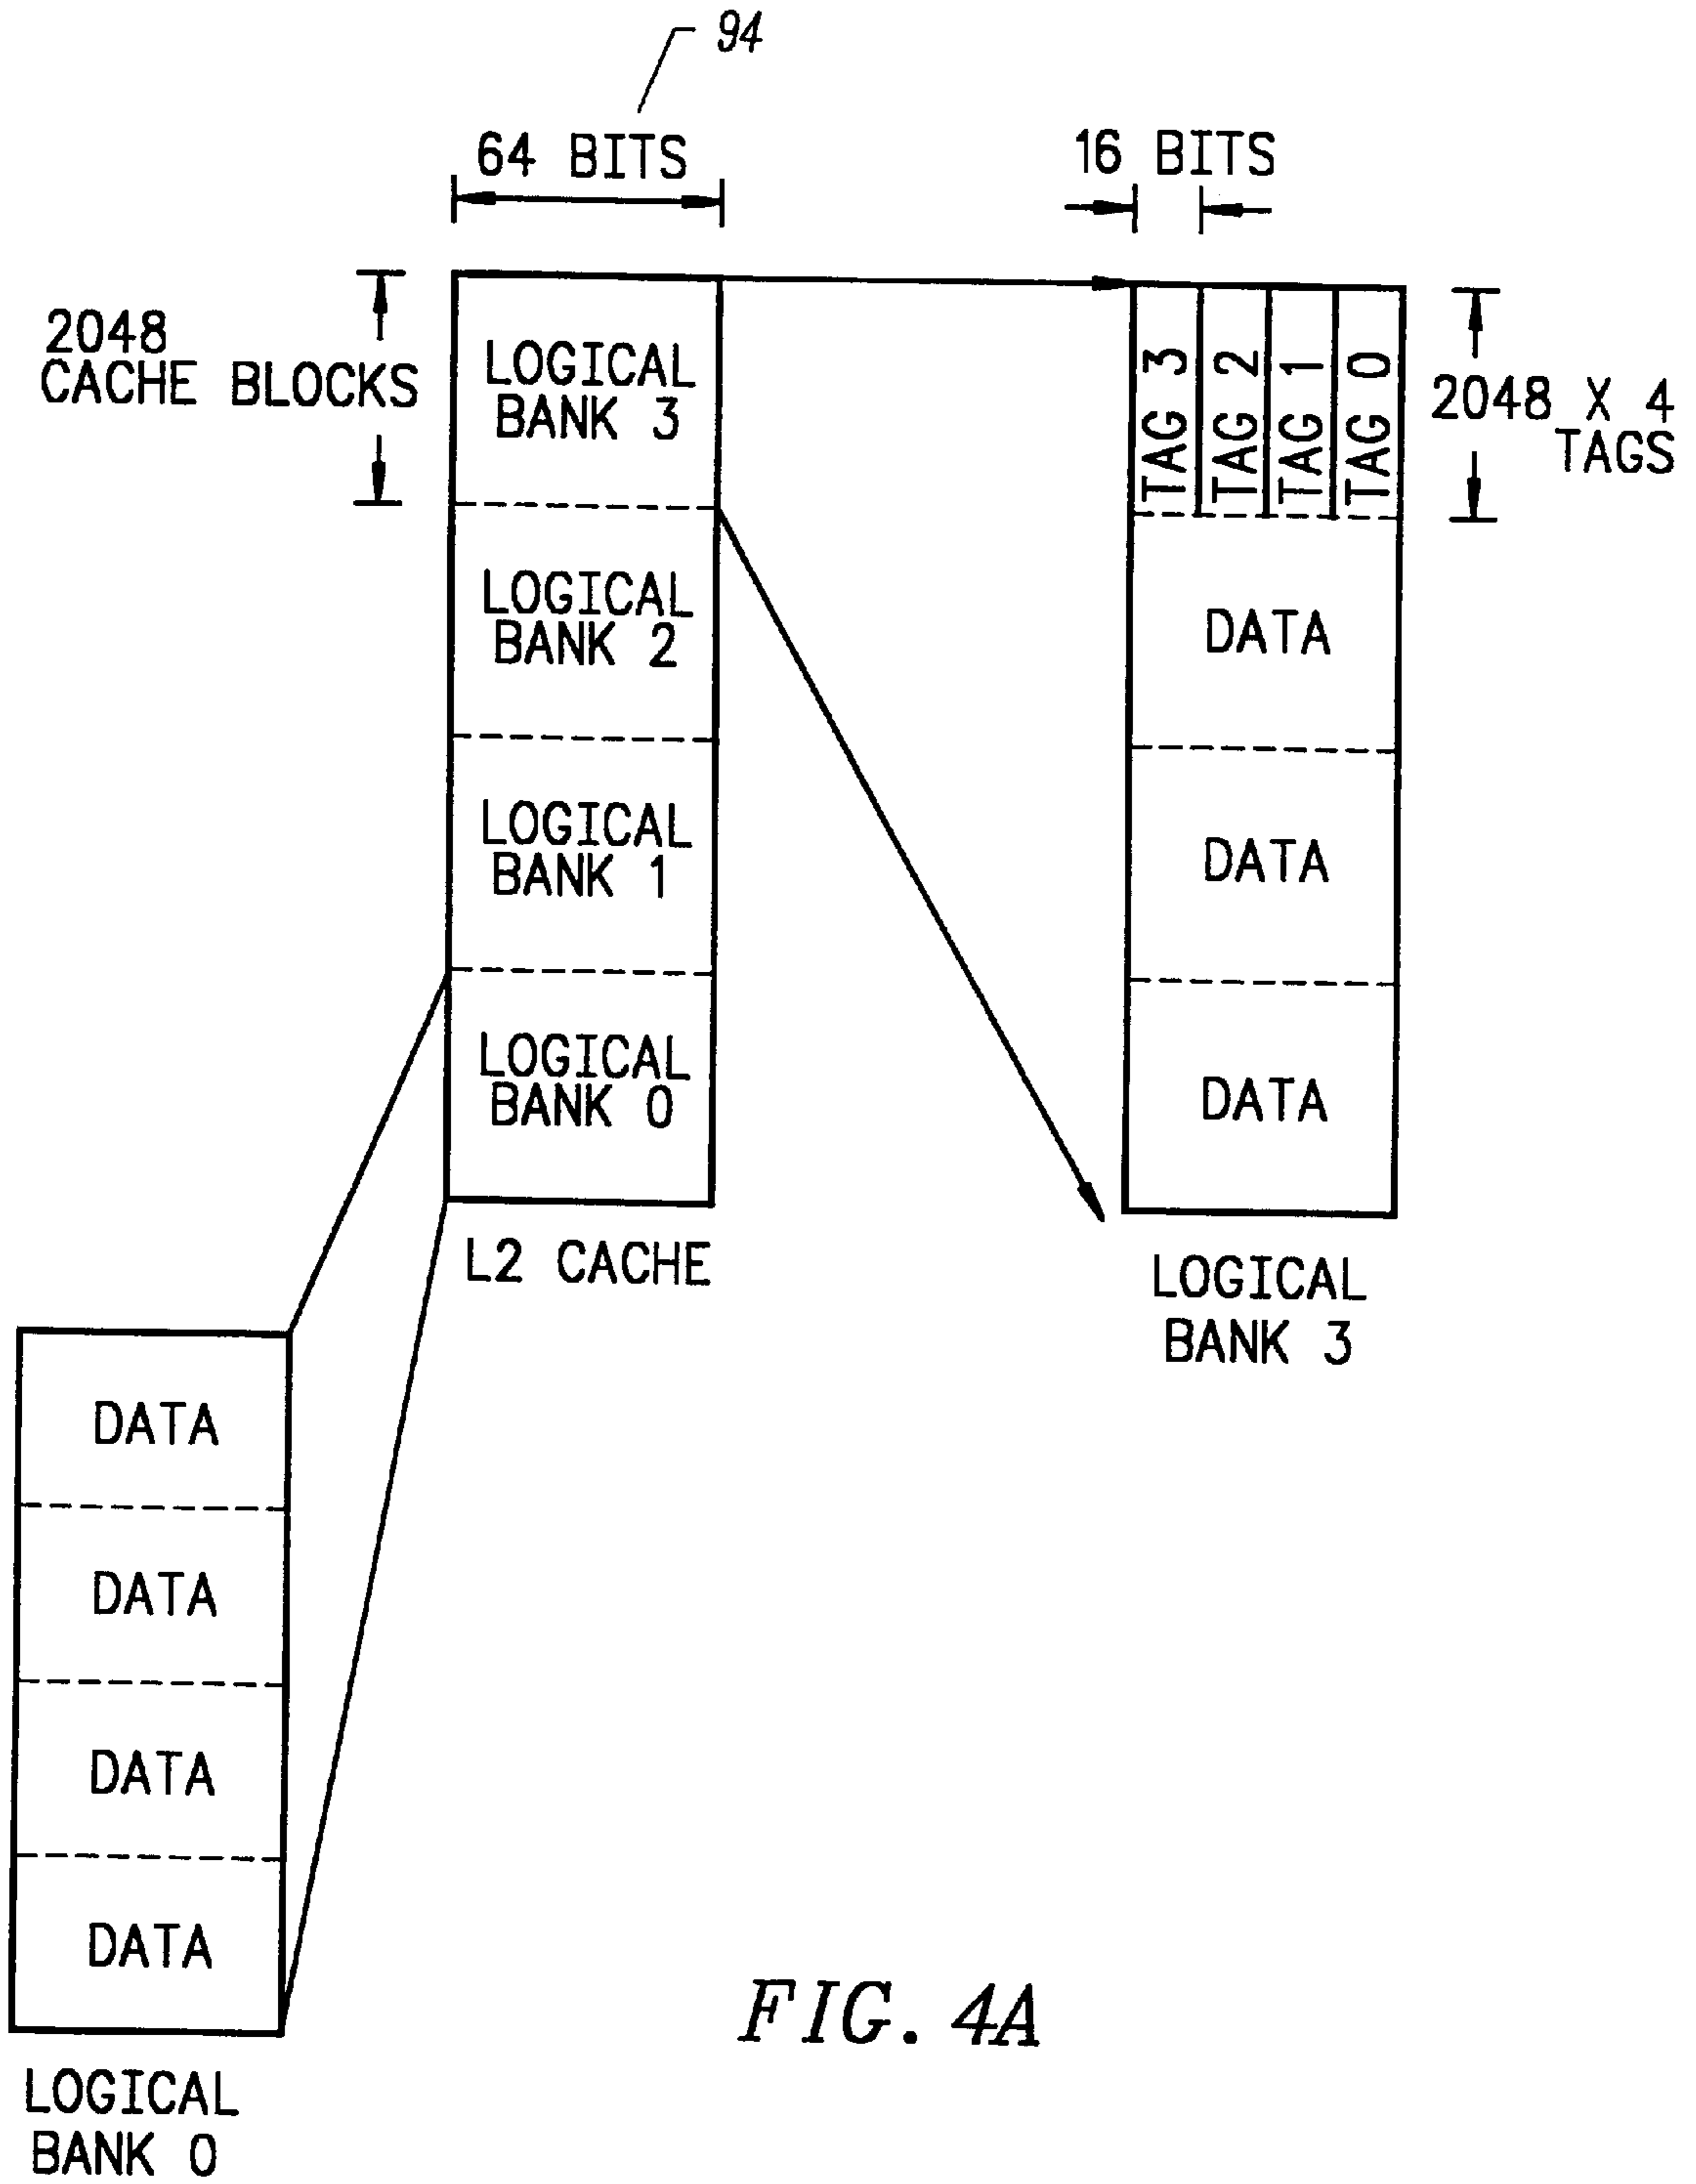 94
64 BITS
16 BITS
2048
CACHE BLOCKS
LOGICAL
BANK 3
LOGICAL
BANK 2
LOGICAL
BANK 1
LOGICAL
BANK 0
L2 CACHE
TAG 3
TAG 2
TAG 1
TAG 0
2048 X 4
TAGS
DATA
DATA
DATA
LOGICAL
BANK 3
DATA
DATA
DATA
DATA
LOGICAL
BANK 0
FIG. 4A